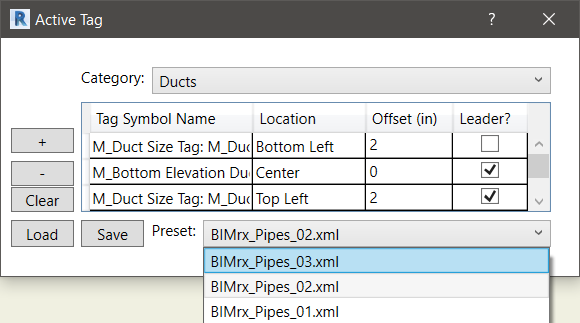 R Active Tag ? ×
Category: Ducts
Tag Symbol Name Location Offset (in) Leader?
M_Duct Size Tag: M_Duc Bottom Left 2
M_Bottom Elevation Duc Center 0
M_Duct Size Tag: M_Duc Top Left 2
+
-
Clear
Load Save Preset: BIMrx_Pipes_02.xml
BIMrx_Pipes_03.xml
BIMrx_Pipes_02.xml
BIMrx_Pipes_01.xml